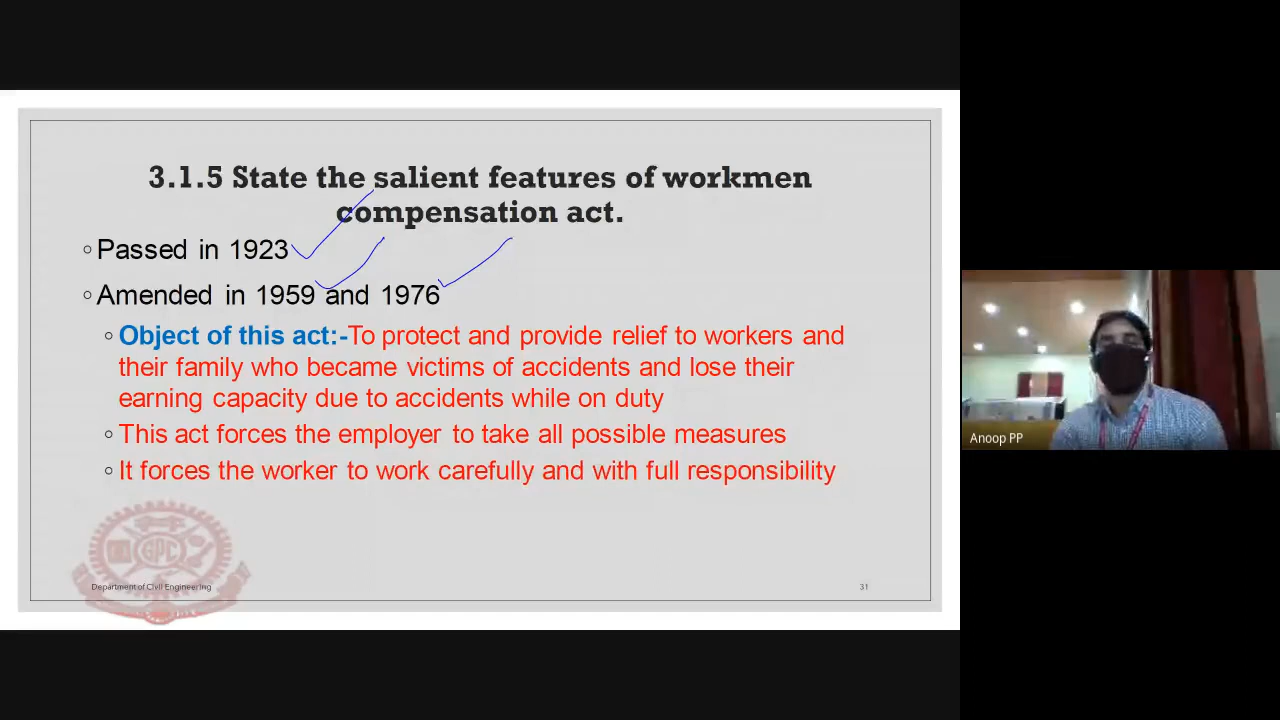 3.1.5 State the salient features of workmen
compensation act.
◦Passed in 1923
◦Amended in 1959 and 1976
◦Object of this act:-To protect and provide relief to workers and
their family who became victims of accidents and lose their
earning capacity due to accidents while on duty
◦This act forces the employer to take all possible measures
◦It forces the worker to work carefully and with full responsibility
GPC
Department of Civil Engineering
31
Anoop PP